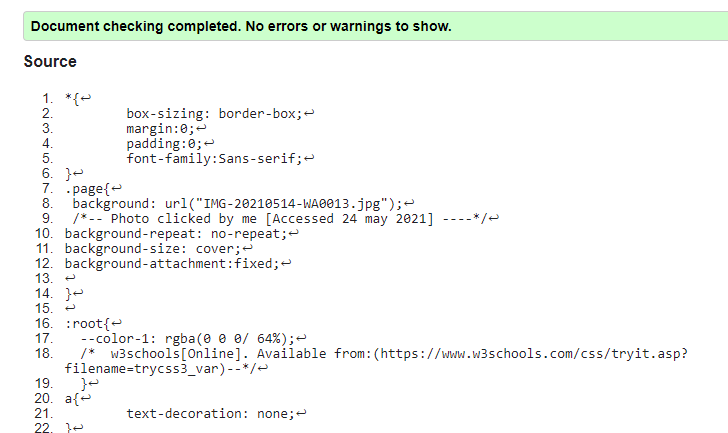 Document checking completed. No errors or warnings to show.
Source
1. *{↩
2. box-sizing: border-box;↩
3. margin:0;↩
4. padding:0;↩
5. font-family:Sans-serif;↩
6. }↩
7. .page{↩
8. background: url("IMG-20210514-WA0013.jpg");↩
9. /*-- Photo clicked by me [Accessed 24 may 2021] ----*/↩
10. background-repeat: no-repeat;↩
11. background-size: cover;↩
12. background-attachment:fixed;↩
13. ↩
14. }↩
15. ↩
16. :root{↩
17. --color-1: rgba(0 0 0/ 64%);↩
18. /* w3schools[Online]. Available from:(https://www.w3schools.com/css/tryit.asp?
filename=trycss3_var)--*/↩
19. }↩
20. a{↩
21. text-decoration: none;↩
22. }↩